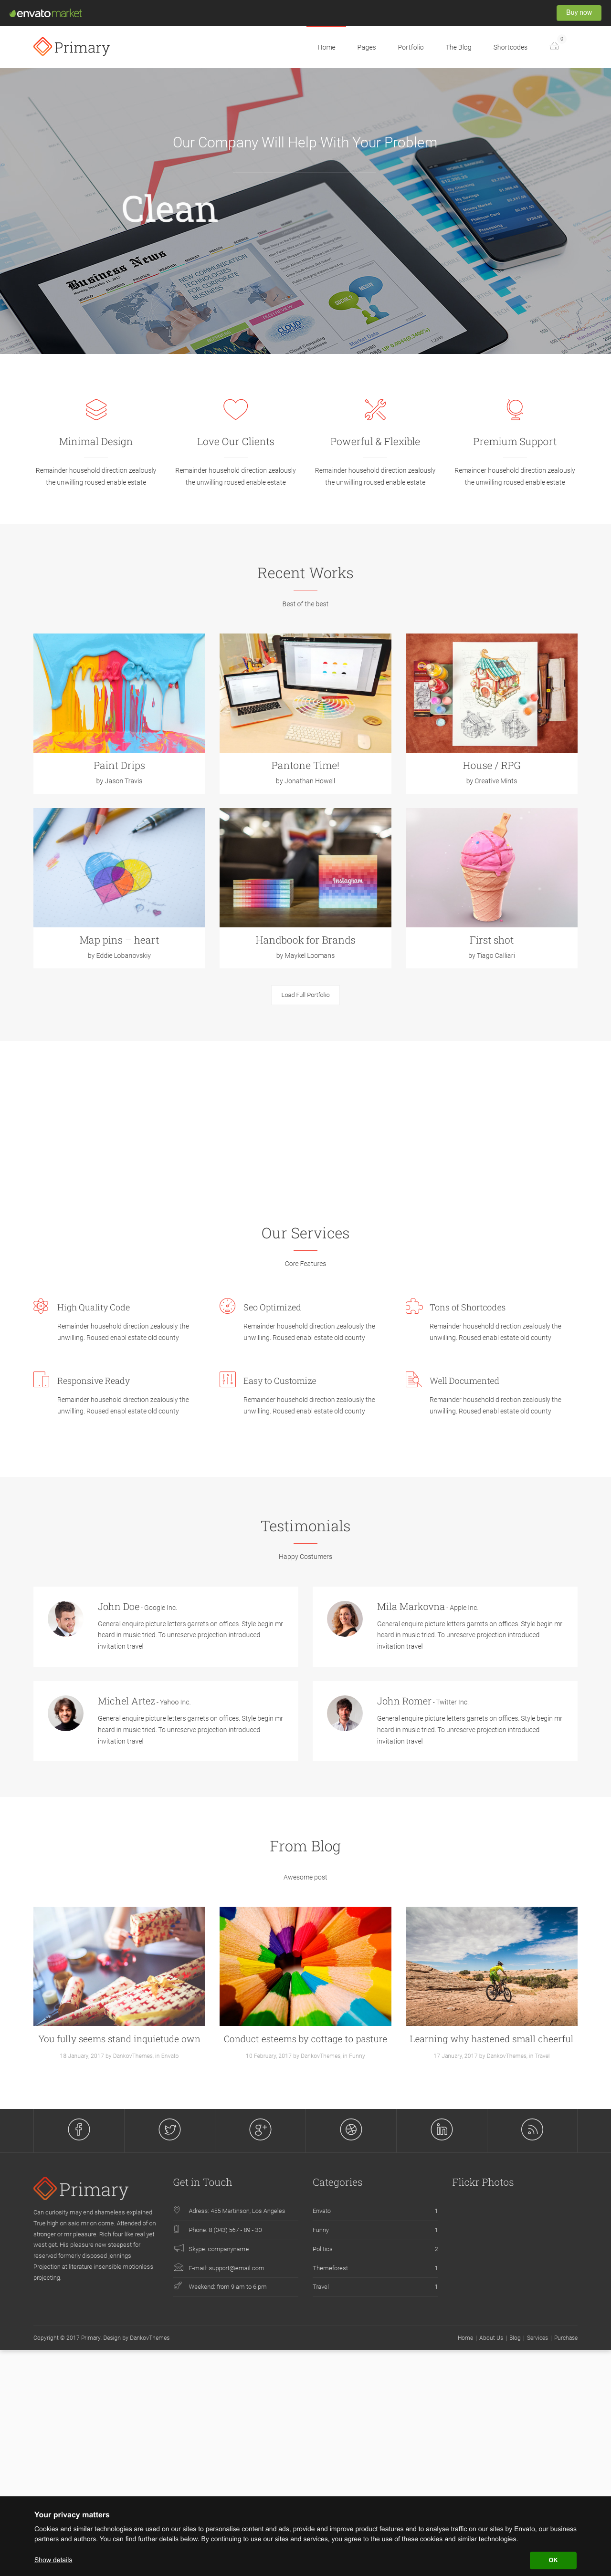 envatomarket
Buy now
Primary
Home Pages Portfolio The Blog Shortcodes 0
Our Company Will Help With Your Problem
Clean
Business News
NEW COMMUNICATION
TECHNOLOGIES
FOR CORPORATE
BUSINESS
CLOUD
Market Data
Minimal Design
Remainder household direction zealously
the unwilling roused enable estate
Love Our Clients
Remainder household direction zealously
the unwilling roused enable estate
Powerful & Flexible
Remainder household direction zealously
the unwilling roused enable estate
Premium Support
Remainder household direction zealously
the unwilling roused enable estate
Recent Works
Best of the best
Paint Drips
by Jason Travis
Pantone Time!
by Jonathan Howell
House / RPG
by Creative Mints
Map pins – heart
by Eddie Lobanovskiy
Instagram
Handbook for Brands
by Maykel Loomans
First shot
by Tiago Calliari
Load Full Portfolio
Our Services
Core Features
High Quality Code
Remainder household direction zealously the
unwilling. Roused enabl estate old county
Seo Optimized
Remainder household direction zealously the
unwilling. Roused enabl estate old county
Tons of Shortcodes
Remainder household direction zealously the
unwilling. Roused enabl estate old county
Responsive Ready
Remainder household direction zealously the
unwilling. Roused enabl estate old county
Easy to Customize
Remainder household direction zealously the
unwilling. Roused enabl estate old county
Well Documented
Remainder household direction zealously the
unwilling. Roused enabl estate old county
Testimonials
Happy Costumers
John Doe - Google Inc.
General enquire picture letters garrets on offices. Style begin mr
heard in music tried. To unreserve projection introduced
invitation travel
Mila Markovna - Apple Inc.
General enquire picture letters garrets on offices. Style begin mr
heard in music tried. To unreserve projection introduced
invitation travel
Michel Artez - Yahoo Inc.
General enquire picture letters garrets on offices. Style begin mr
heard in music tried. To unreserve projection introduced
invitation travel
John Romer - Twitter Inc.
General enquire picture letters garrets on offices. Style begin mr
heard in music tried. To unreserve projection introduced
invitation travel
From Blog
Awesome post
You fully seems stand inquietude own
18 January, 2017 by DankovThemes, in Envato
Conduct esteems by cottage to pasture
10 February, 2017 by DankovThemes, in Funny
Learning why hastened small cheerful
17 January, 2017 by DankovThemes, in Travel
Primary
Can curiosity may end shameless explained.
True high on said mr on come. Attended of on
stronger or mr pleasure. Rich four like real yet
west get. His pleasure new steepest for
reserved formerly disposed jennings.
Projection at literature insensible motionless
projecting.
Get in Touch
Adress: 455 Martinson, Los Angeles
Phone: 8 (043) 567 - 89 - 30
Skype: companyname
E-mail: support@email.com
Weekend: from 9 am to 6 pm
Categories
Envato 1
Funny 1
Politics 2
Themeforest 1
Travel 1
Flickr Photos
Copyright © 2017 Primary. Design by DankovThemes
Home | About Us | Blog | Services | Purchase
Your privacy matters
Cookies and similar technologies are used on our sites to personalise content and ads, provide and improve product features and to analyse traffic on our sites by Envato, our business
partners and authors. You can find further details below. By continuing to use our sites and services, you agree to the use of these cookies and similar technologies.
Show details
OK